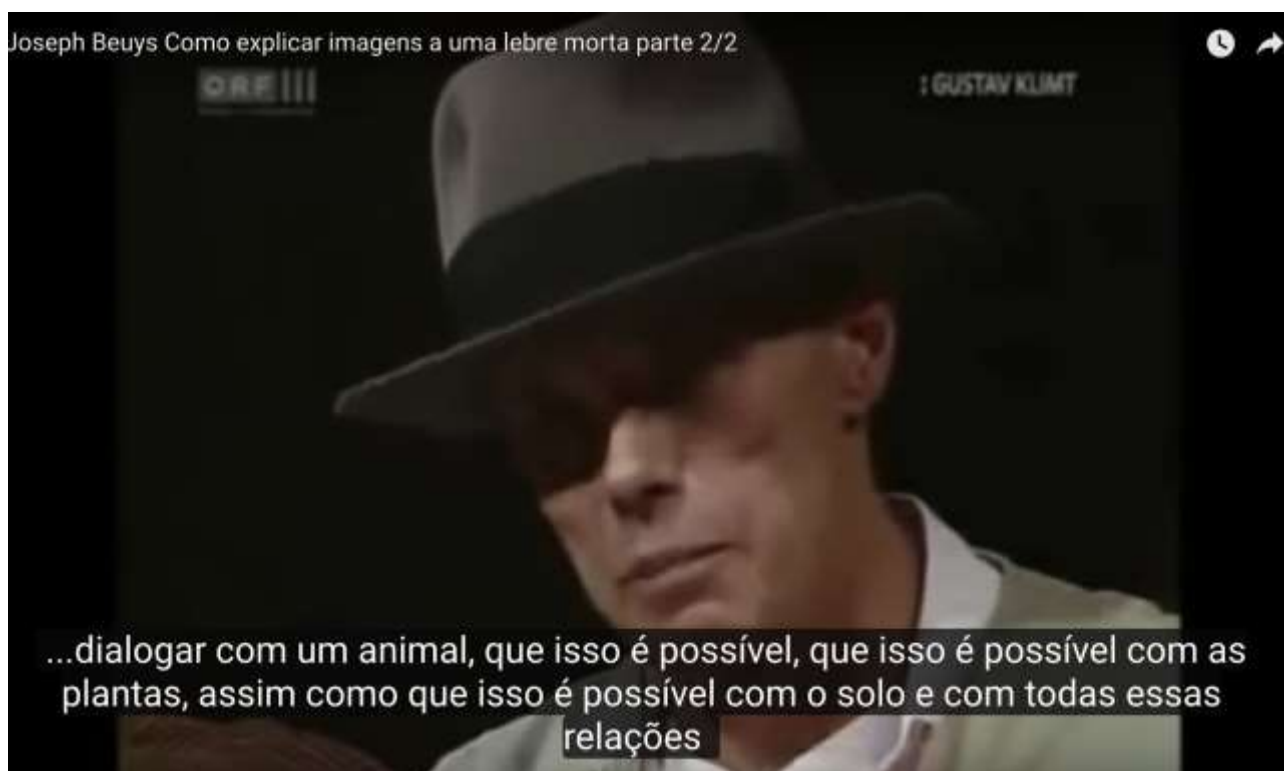 Joseph Beuys Como explicar imagens a uma lebre morta parte 2/2
ORF III
: GUSTAV KLIMT
...dialogar com um animal, que isso é possível, que isso é possível com as
plantas, assim como que isso é possível com o solo e com todas essas
relações